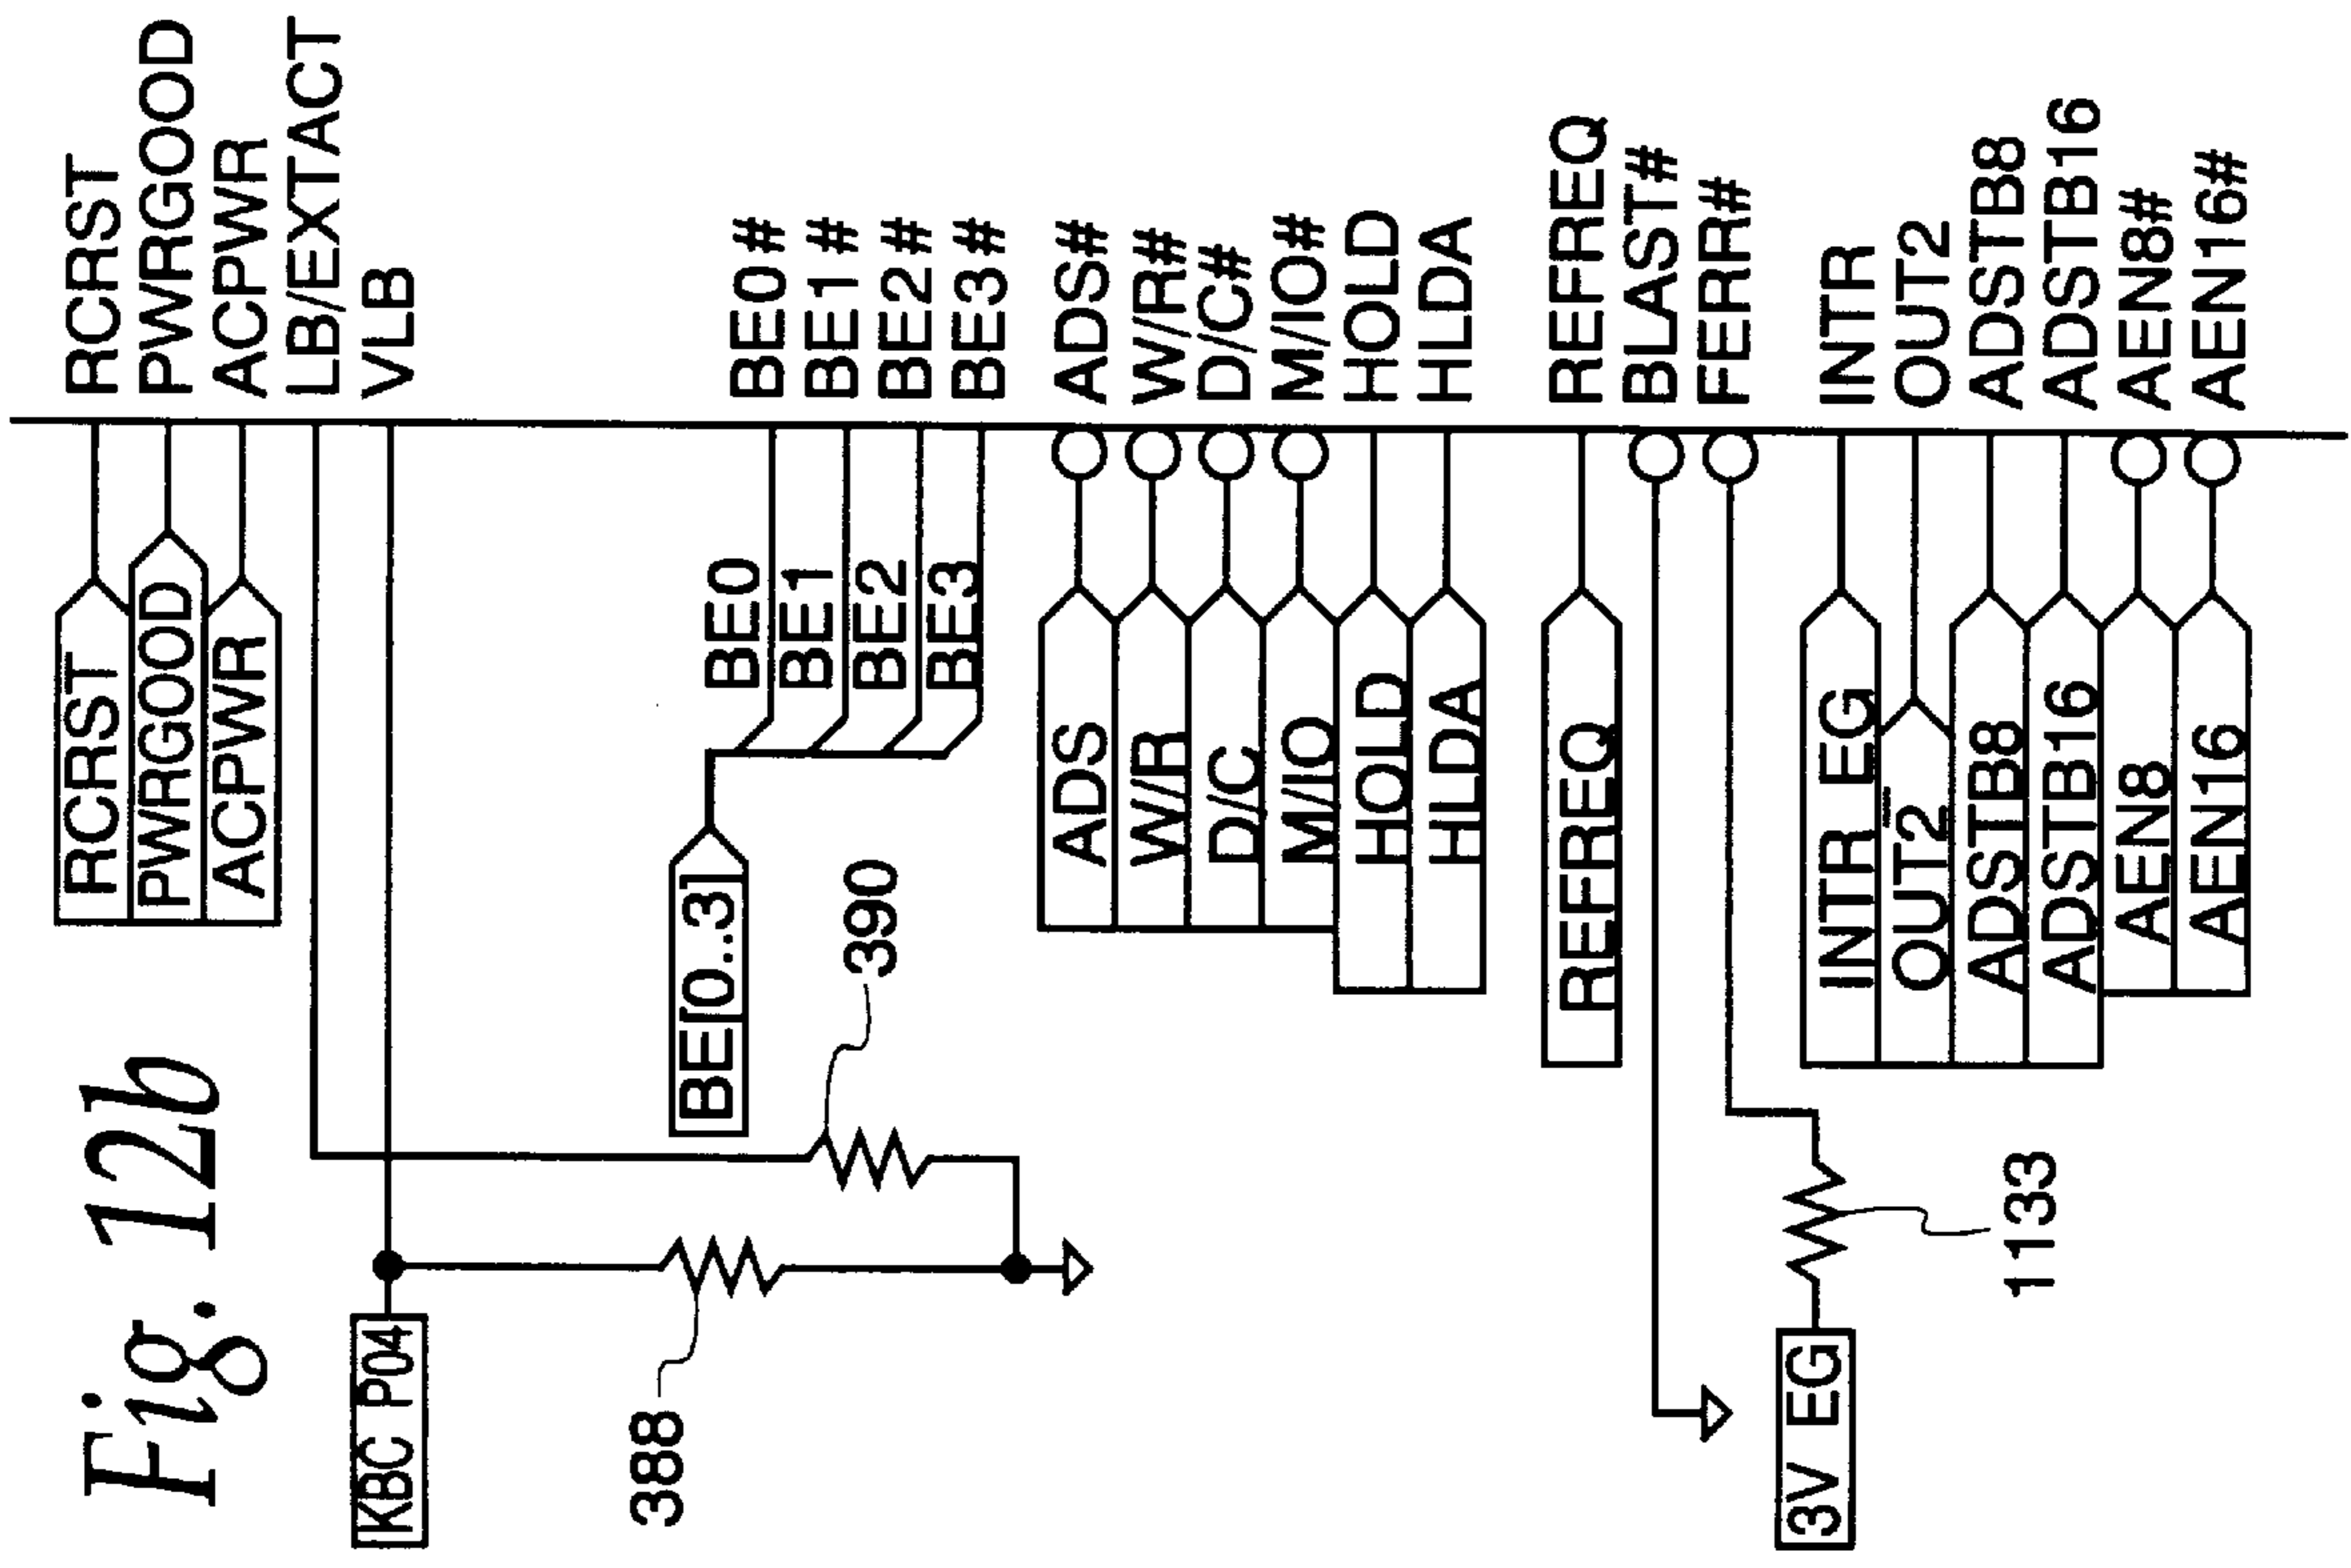 Fig. 12b
RCRST RCRST
PWRGOOD PWRGOOD
ACPWR ACPWR
LB/EXTACT
KBC P04 VLB
388
390
BE[0..3]
BE0 BE0#
BE1 BE1#
BE2 BE2#
BE3 BE3#
ADS ADS#
W/R W/R#
D/C D/C#
M/IO M/IO#
HOLD HOLD
HLDA HLDA
REFREQ REFREQ
BLAST#
FERR#
3V EG
1133
INTR EG INTR
OUT2 OUT2
ADSTB8 ADSTB8
ADSTB16 ADSTB16
AEN8 AEN8#
AEN16 AEN16#